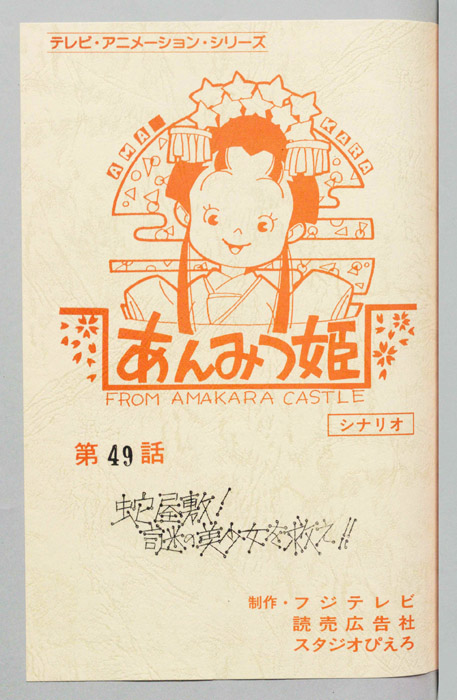 テレビ・アニメーション・シリーズ
AMA KARA
あんみつ姫
FROM AMAKARA CASTLE
シナリオ
第49話
蛇屋敷!
謎の美少女を救え!!
制作・フジテレビ
読売広告社
スタジオぴえろ